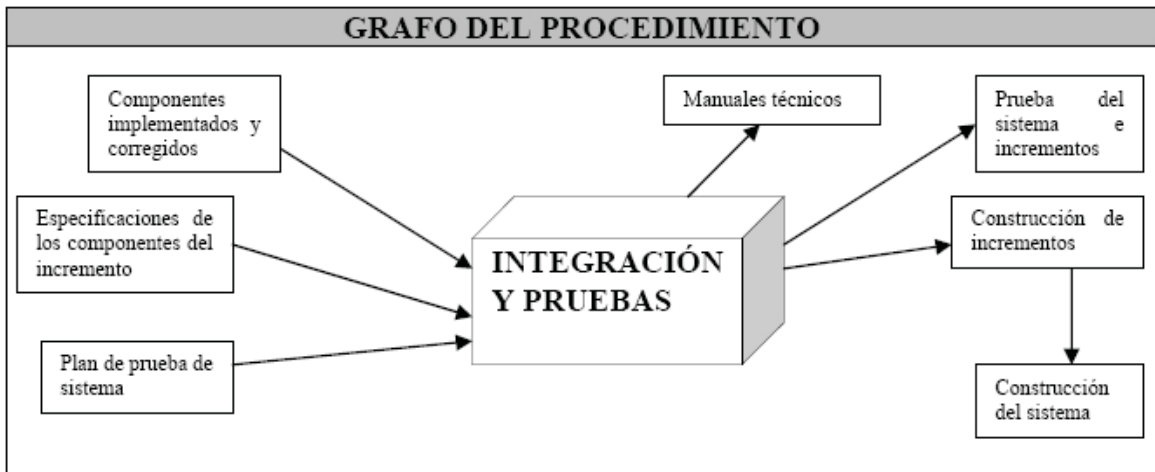 GRAFO DEL PROCEDIMIENTO
Componentes
implementados y
corregidos
Especificaciones de
los componentes del
incremento
Plan de prueba de
sistema
INTEGRACIÓN
Y PRUEBAS
Manuales técnicos
Prueba del
sistema e
incrementos
Construcción de
incrementos
Construcción
del sistema